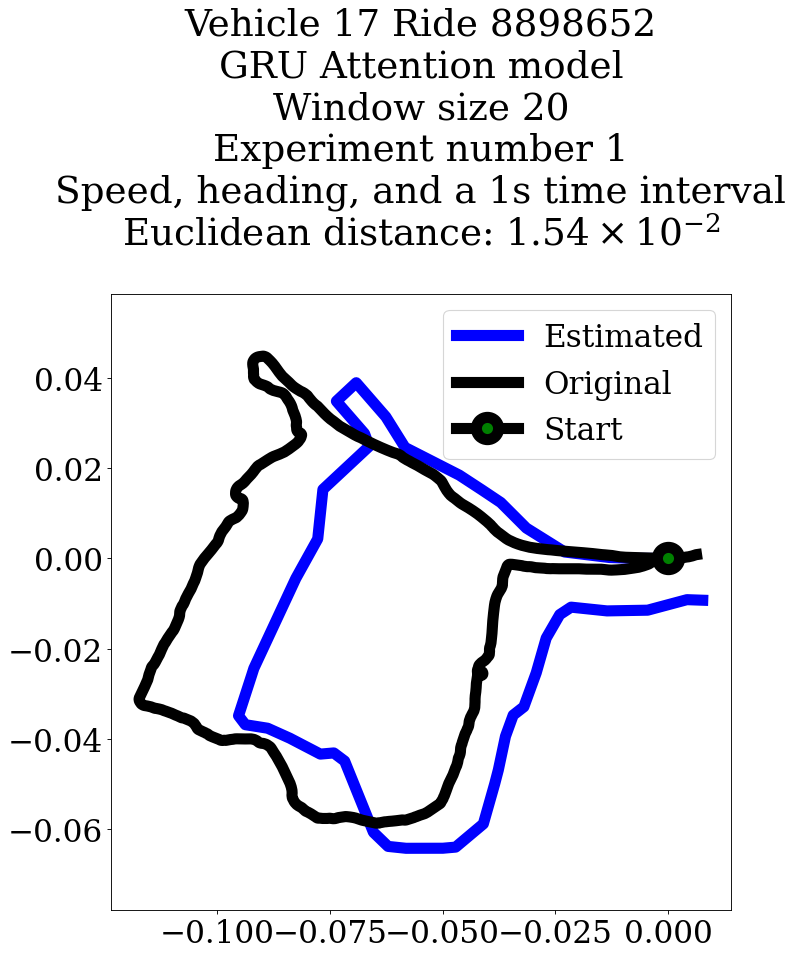 Vehicle 17 Ride 8898652
GRU Attention model
Window size 20
Experiment number 1
Speed, heading, and a 1s time interval
Euclidean distance: 1.54 × 10⁻²
Estimated
Original
Start
0.04
0.02
0.00
−0.02
−0.04
−0.06
−0.100 −0.075 −0.050 −0.025 0.000